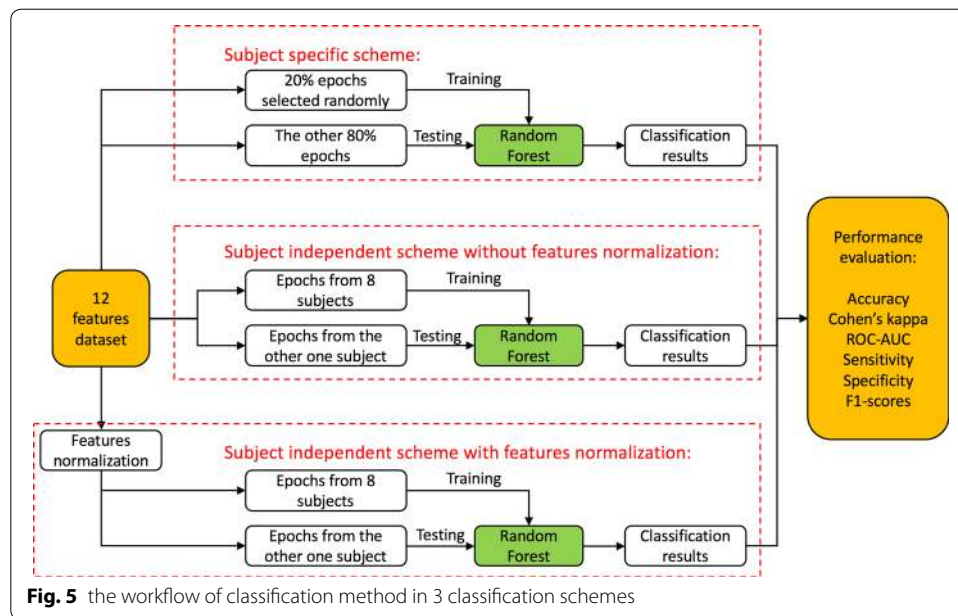 Subject specific scheme:
20% epochs
selected randomly
Training
The other 80%
epochs
Testing
Random
Forest
Classification
results
Subject independent scheme without features normalization:
Epochs from 8
subjects
Training
Epochs from the
other one subject
Testing
Random
Forest
Classification
results
12
features
dataset
Features
normalization
Subject independent scheme with features normalization:
Epochs from 8
subjects
Training
Epochs from the
other one subject
Testing
Random
Forest
Classification
results
Performance
evaluation:
Accuracy
Cohen's kappa
ROC-AUC
Sensitivity
Specificity
F1-scores
Fig. 5 the workflow of classification method in 3 classification schemes